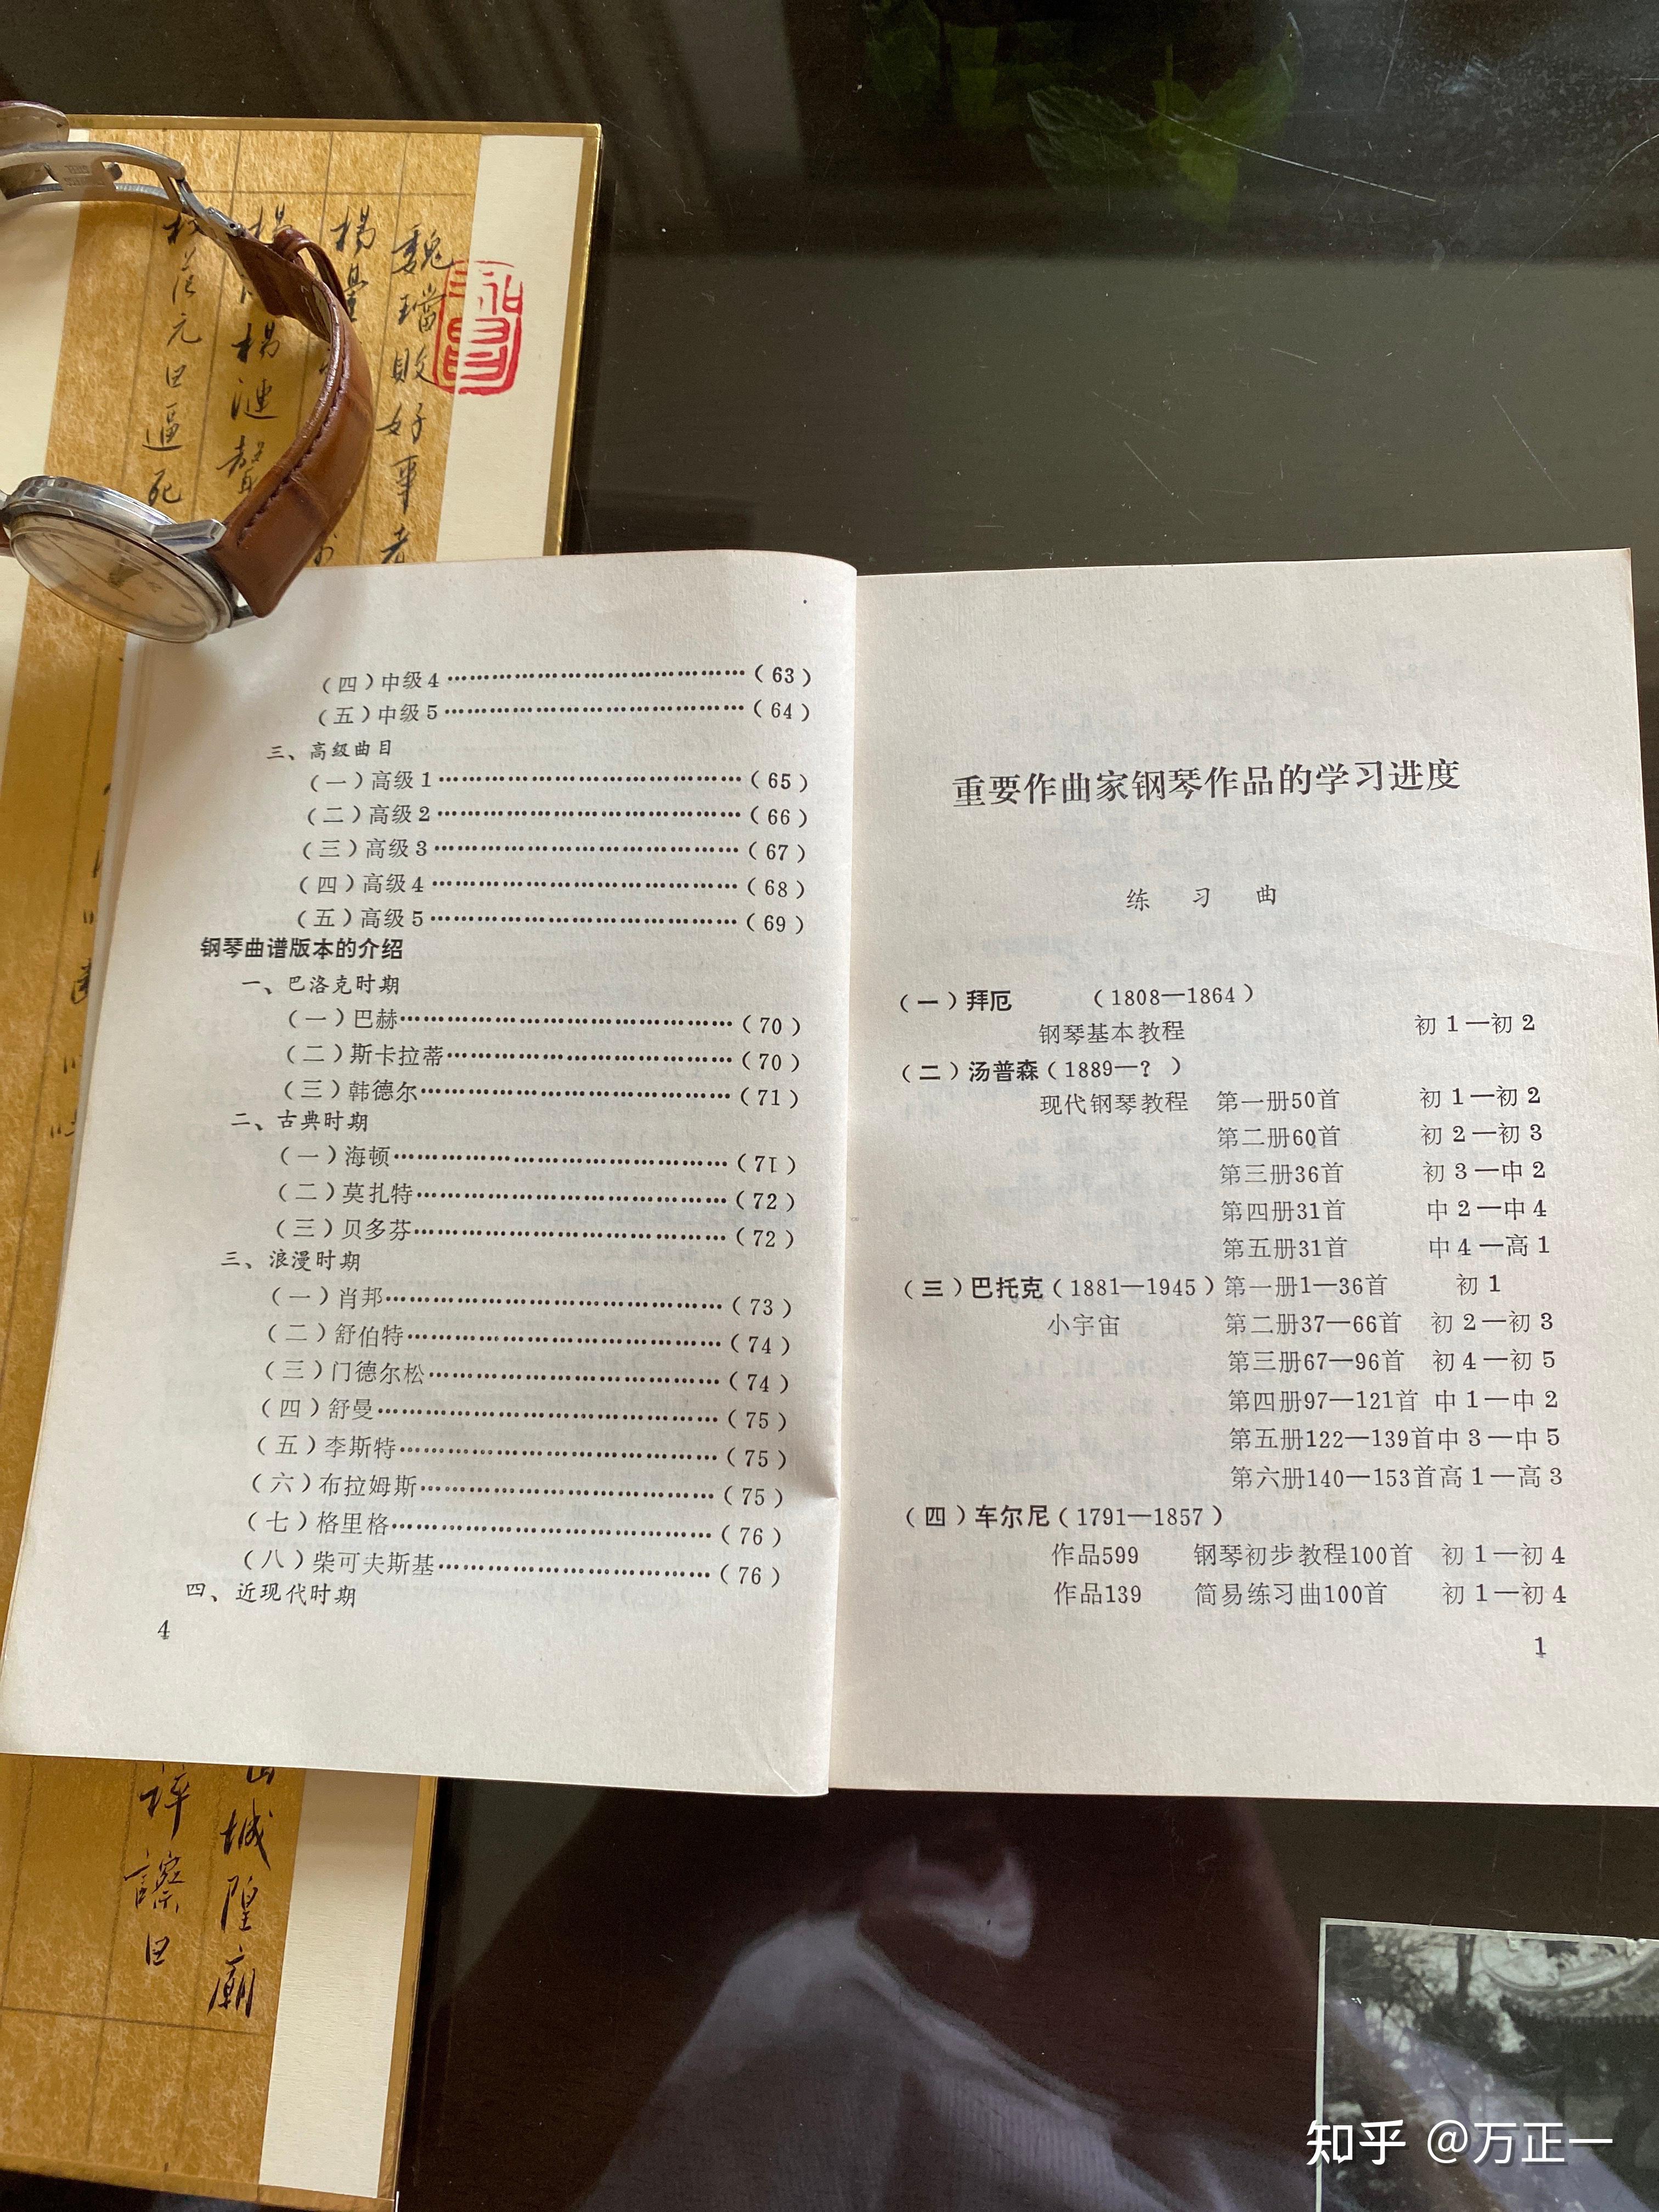 魏璫敗好事老
楊
楊漣聲
元旦逼死
城隍廟
永昌
（四）中级4……………………………（63）
（五）中级5……………………………（64）
三、高级曲目
（一）高级1……………………………（65）
（二）高级2……………………………（66）
（三）高级3……………………………（67）
（四）高级4……………………………（68）
（五）高级5……………………………（69）
钢琴曲谱版本的介绍
一、巴洛克时期
（一）巴赫……………………………（70）
（二）斯卡拉蒂……………………………（70）
（三）韩德尔……………………………（71）
二、古典时期
（一）海顿……………………………（71）
（二）莫扎特……………………………（72）
（三）贝多芬……………………………（72）
三、浪漫时期
（一）肖邦……………………………（73）
（二）舒伯特……………………………（74）
（三）门德尔松……………………………（74）
（四）舒曼……………………………（75）
（五）李斯特……………………………（75）
（六）布拉姆斯……………………………（75）
（七）格里格……………………………（76）
（八）柴可夫斯基……………………………（76）
四、近现代时期
4
重要作曲家钢琴作品的学习进度
练 习 曲
（一）拜厄 （1808—1864）
钢琴基本教程 初1—初2
（二）汤普森（1889—？）
现代钢琴教程 第一册50首 初1—初2
第二册60首 初2—初3
第三册36首 初3—中2
第四册31首 中2—中4
第五册31首 中4—高1
（三）巴托克（1881—1945）第一册1—36首 初1
小宇宙 第二册37—66首 初2—初3
第三册67—96首 初4—初5
第四册97—121首 中1—中2
第五册122—139首中3—中5
第六册140—153首高1—高3
（四）车尔尼（1791—1857）
作品599 钢琴初步教程100首 初1—初4
作品139 简易练习曲100首 初1—初4
1
知乎 @万正一